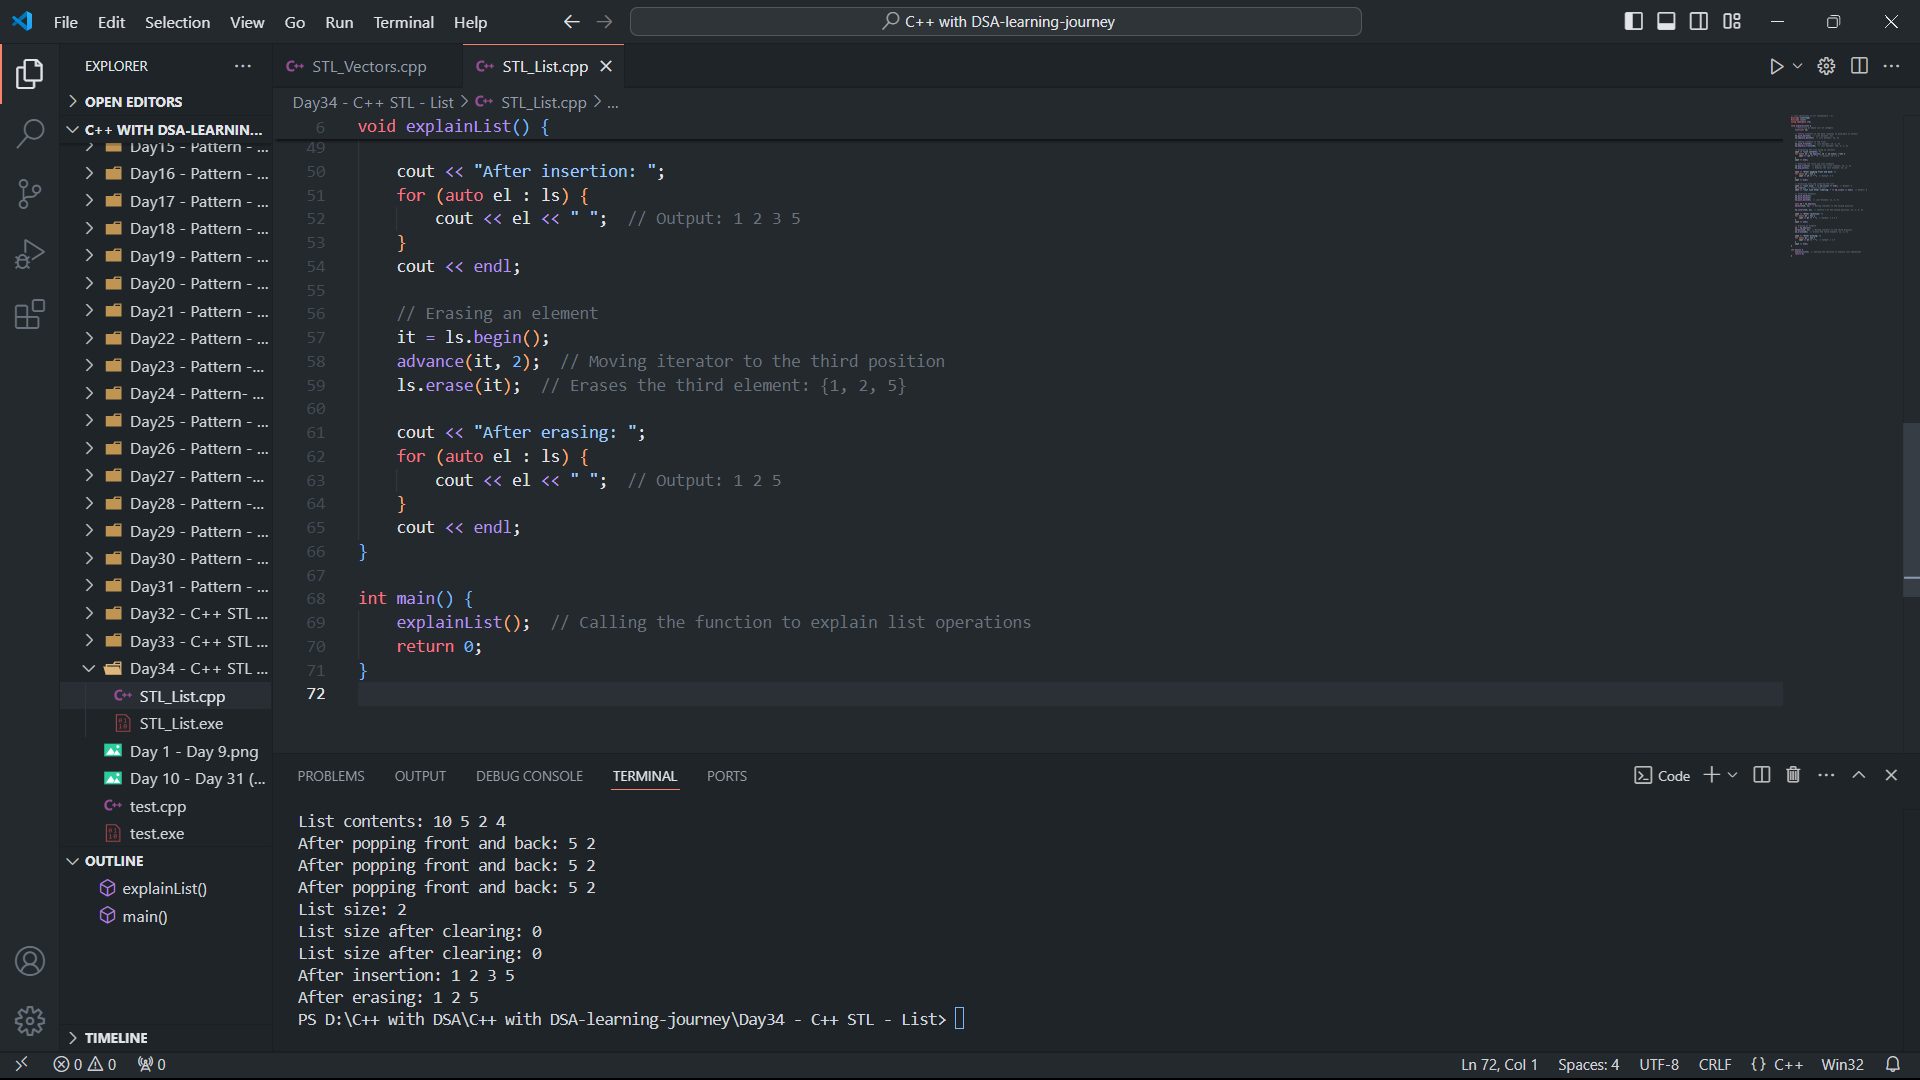 File Edit Selection View Go Run Terminal Help
C++ with DSA-learning-journey
EXPLORER
OPEN EDITORS
C++ WITH DSA-LEARNIN...
Day15 - Pattern - ...
Day16 - Pattern - ...
Day17 - Pattern - ...
Day18 - Pattern - ...
Day19 - Pattern - ...
Day20 - Pattern - ...
Day21 - Pattern - ...
Day22 - Pattern - ...
Day23 - Pattern -...
Day24 - Pattern- ...
Day25 - Pattern - ...
Day26 - Pattern - ...
Day27 - Pattern -...
Day28 - Pattern -...
Day29 - Pattern - ...
Day30 - Pattern - ...
Day31 - Pattern - ...
Day32 - C++ STL ...
Day33 - C++ STL ...
Day34 - C++ STL ...
STL_List.cpp
STL_List.exe
Day 1 - Day 9.png
Day 10 - Day 31 (...
test.cpp
test.exe
OUTLINE
explainList()
main()
TIMELINE
STL_Vectors.cpp
STL_List.cpp
Day34 - C++ STL - List > STL_List.cpp > ...
6 void explainList() {
49
50 cout << "After insertion: ";
51 for (auto el : ls) {
52 cout << el << " "; // Output: 1 2 3 5
53 }
54 cout << endl;
55
56 // Erasing an element
57 it = ls.begin();
58 advance(it, 2); // Moving iterator to the third position
59 ls.erase(it); // Erases the third element: {1, 2, 5}
60
61 cout << "After erasing: ";
62 for (auto el : ls) {
63 cout << el << " "; // Output: 1 2 5
64 }
65 cout << endl;
66 }
67
68 int main() {
69 explainList(); // Calling the function to explain list operations
70 return 0;
71 }
72
PROBLEMS OUTPUT DEBUG CONSOLE TERMINAL PORTS
Code
List contents: 10 5 2 4
After popping front and back: 5 2
After popping front and back: 5 2
After popping front and back: 5 2
List size: 2
List size after clearing: 0
List size after clearing: 0
After insertion: 1 2 3 5
After erasing: 1 2 5
PS D:\C++ with DSA\C++ with DSA-learning-journey\Day34 - C++ STL - List>
0 0 0
Ln 72, Col 1 Spaces: 4 UTF-8 CRLF {} C++ Win32